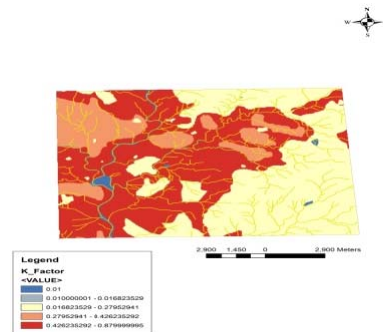 N
W E
S
2,900 1,450 0 2,900 Meters
Legend
K_Factor
<VALUE>
0.01
0.010000001 - 0.016823529
0.016823529 - 0.27952941
0.27952941 - 0.426235292
0.426235292 - 0.879999995